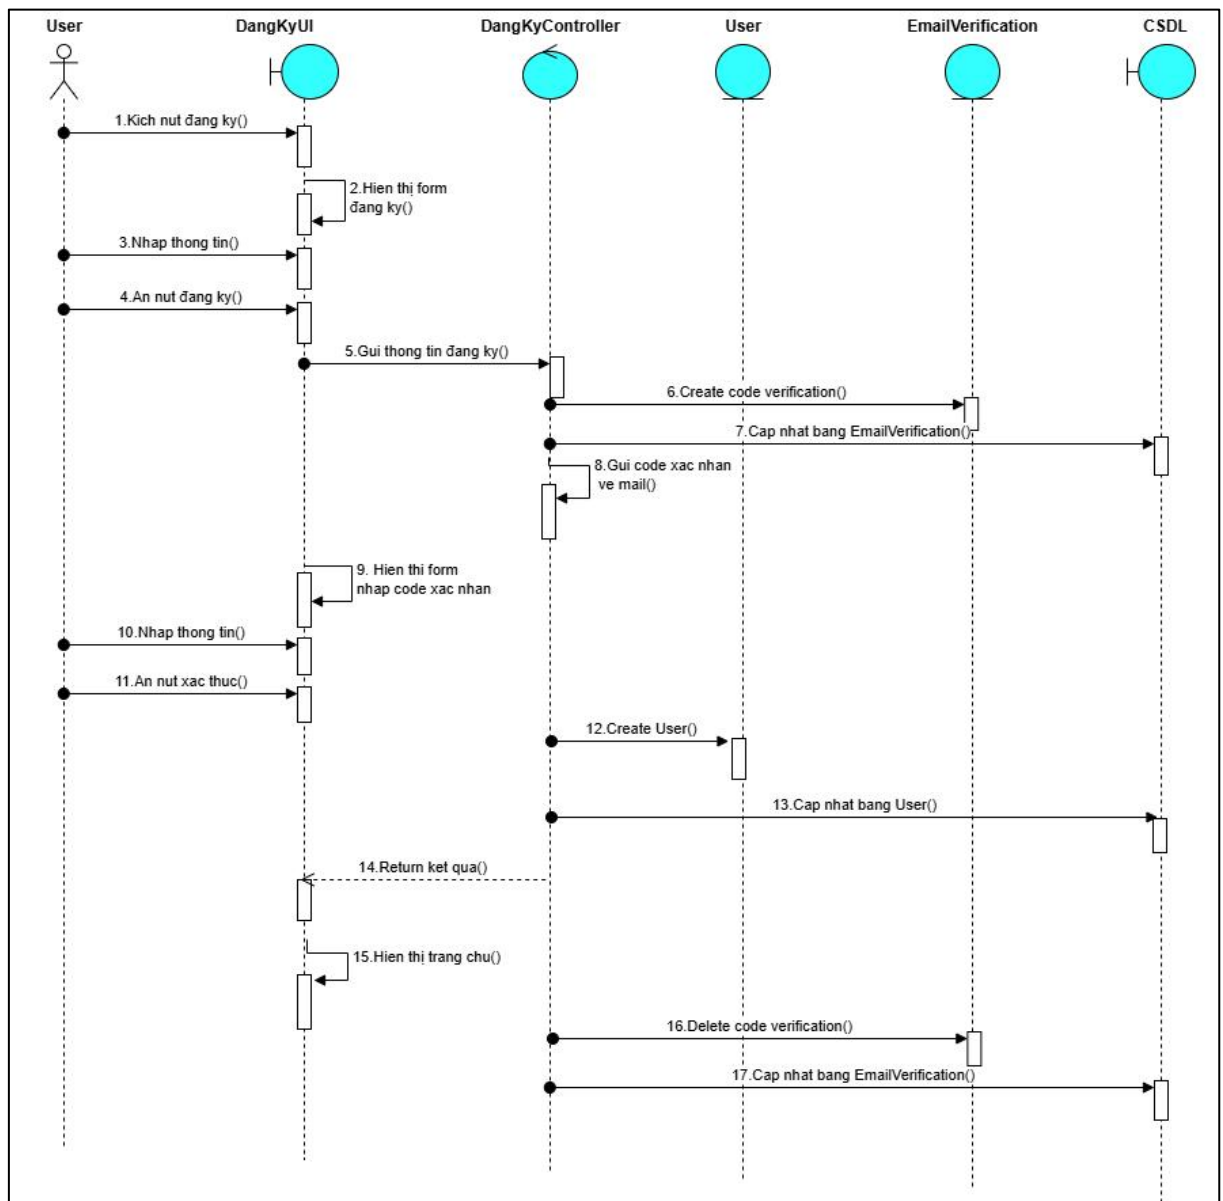 User
DangKyUI
DangKyController
User
EmailVerification
CSDL
1.Kich nut đang ky()
2.Hien thị form
đang ky()
3.Nhap thong tin()
4.An nut đang ky()
5.Gui thong tin đang ky()
6.Create code verification()
7.Cap nhat bang EmailVerification()
8.Gui code xac nhan
ve mail()
9. Hien thi form
nhap code xac nhan
10.Nhap thong tin()
11.An nut xac thuc()
12.Create User()
13.Cap nhat bang User()
14.Return ket qua()
15.Hien thị trang chu()
16.Delete code verification()
17.Cap nhat bang EmailVerification()